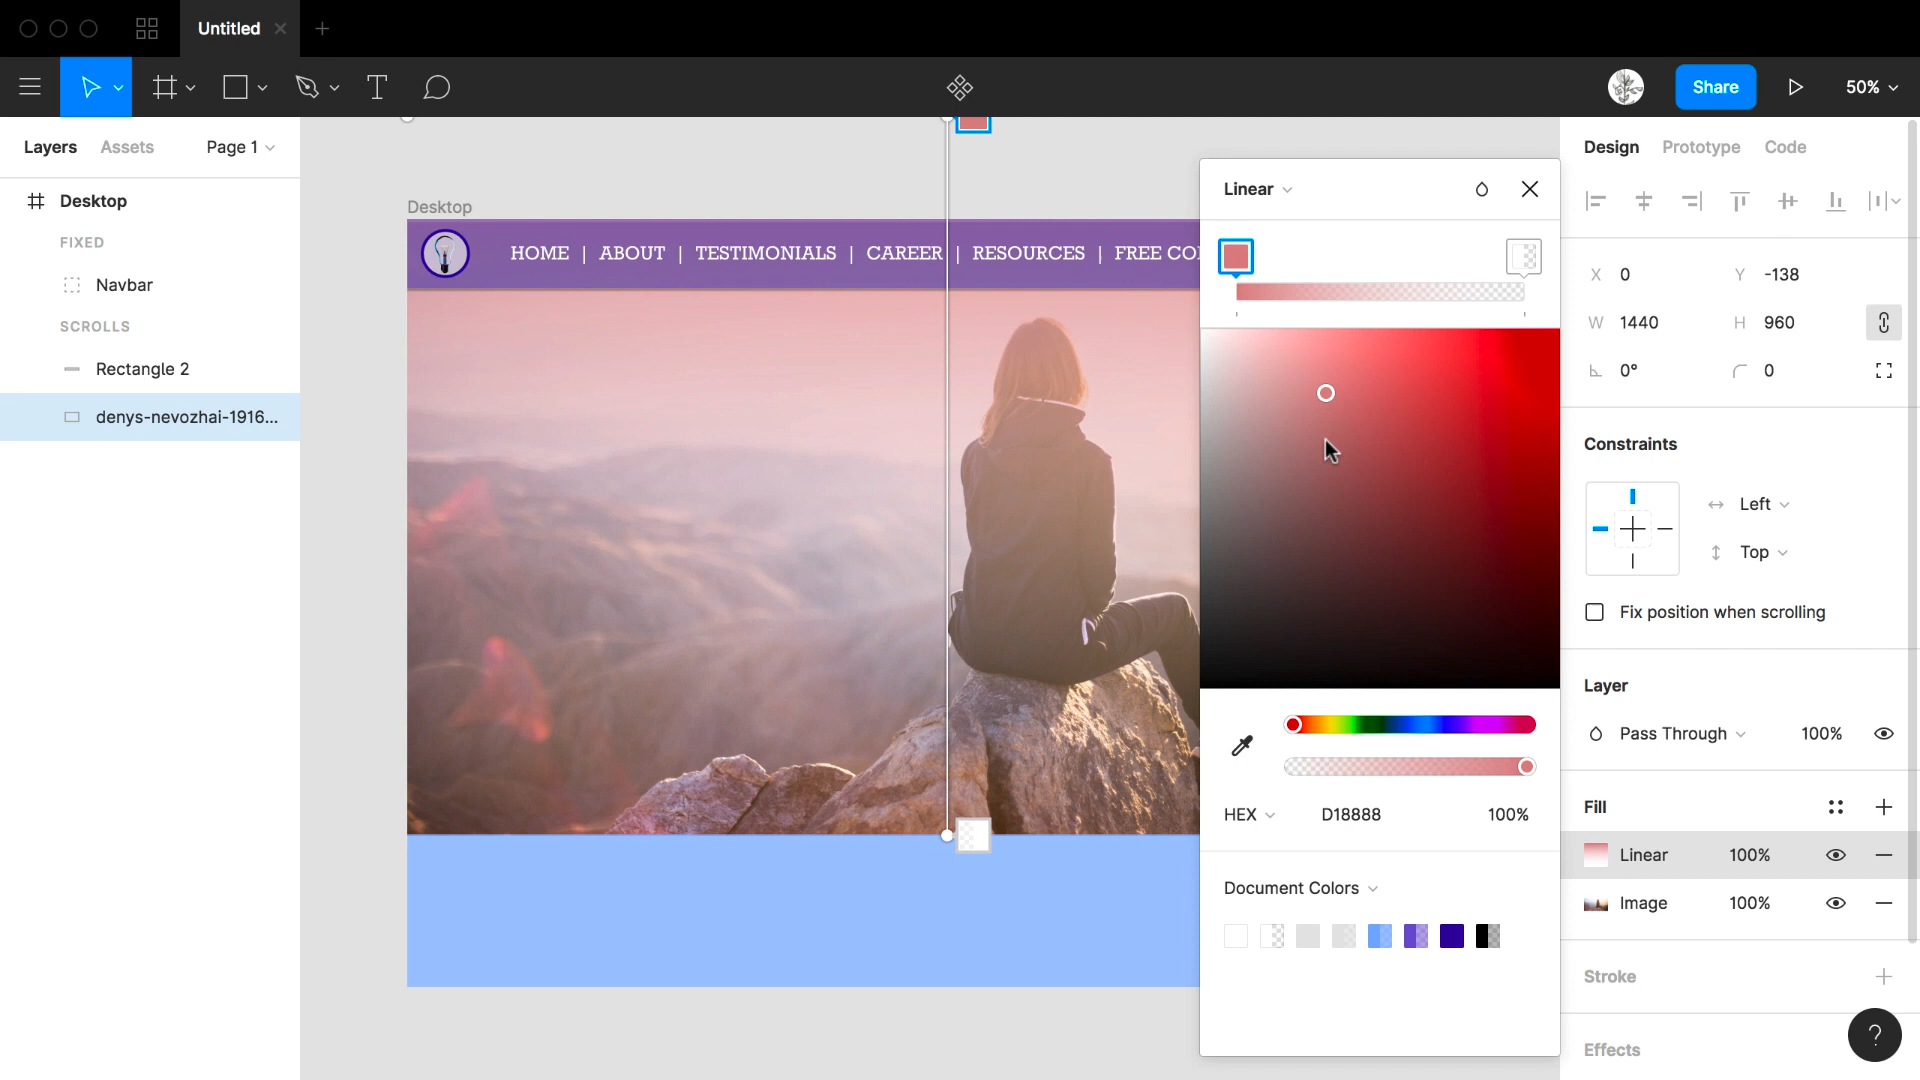 Untitled
Share
50%
Layers
Assets
Page 1
Desktop
FIXED
Navbar
SCROLLS
Rectangle 2
denys-nevozhai-1916...
Desktop
HOME | ABOUT | TESTIMONIALS | CAREER | RESOURCES | FREE CO
Linear
HEX
D18888
100%
Document Colors
Design
Prototype
Code
X 0
Y -138
W 1440
H 960
0°
0
Constraints
Left
Top
Fix position when scrolling
Layer
Pass Through
100%
Fill
Linear
100%
Image
100%
Stroke
Effects
?